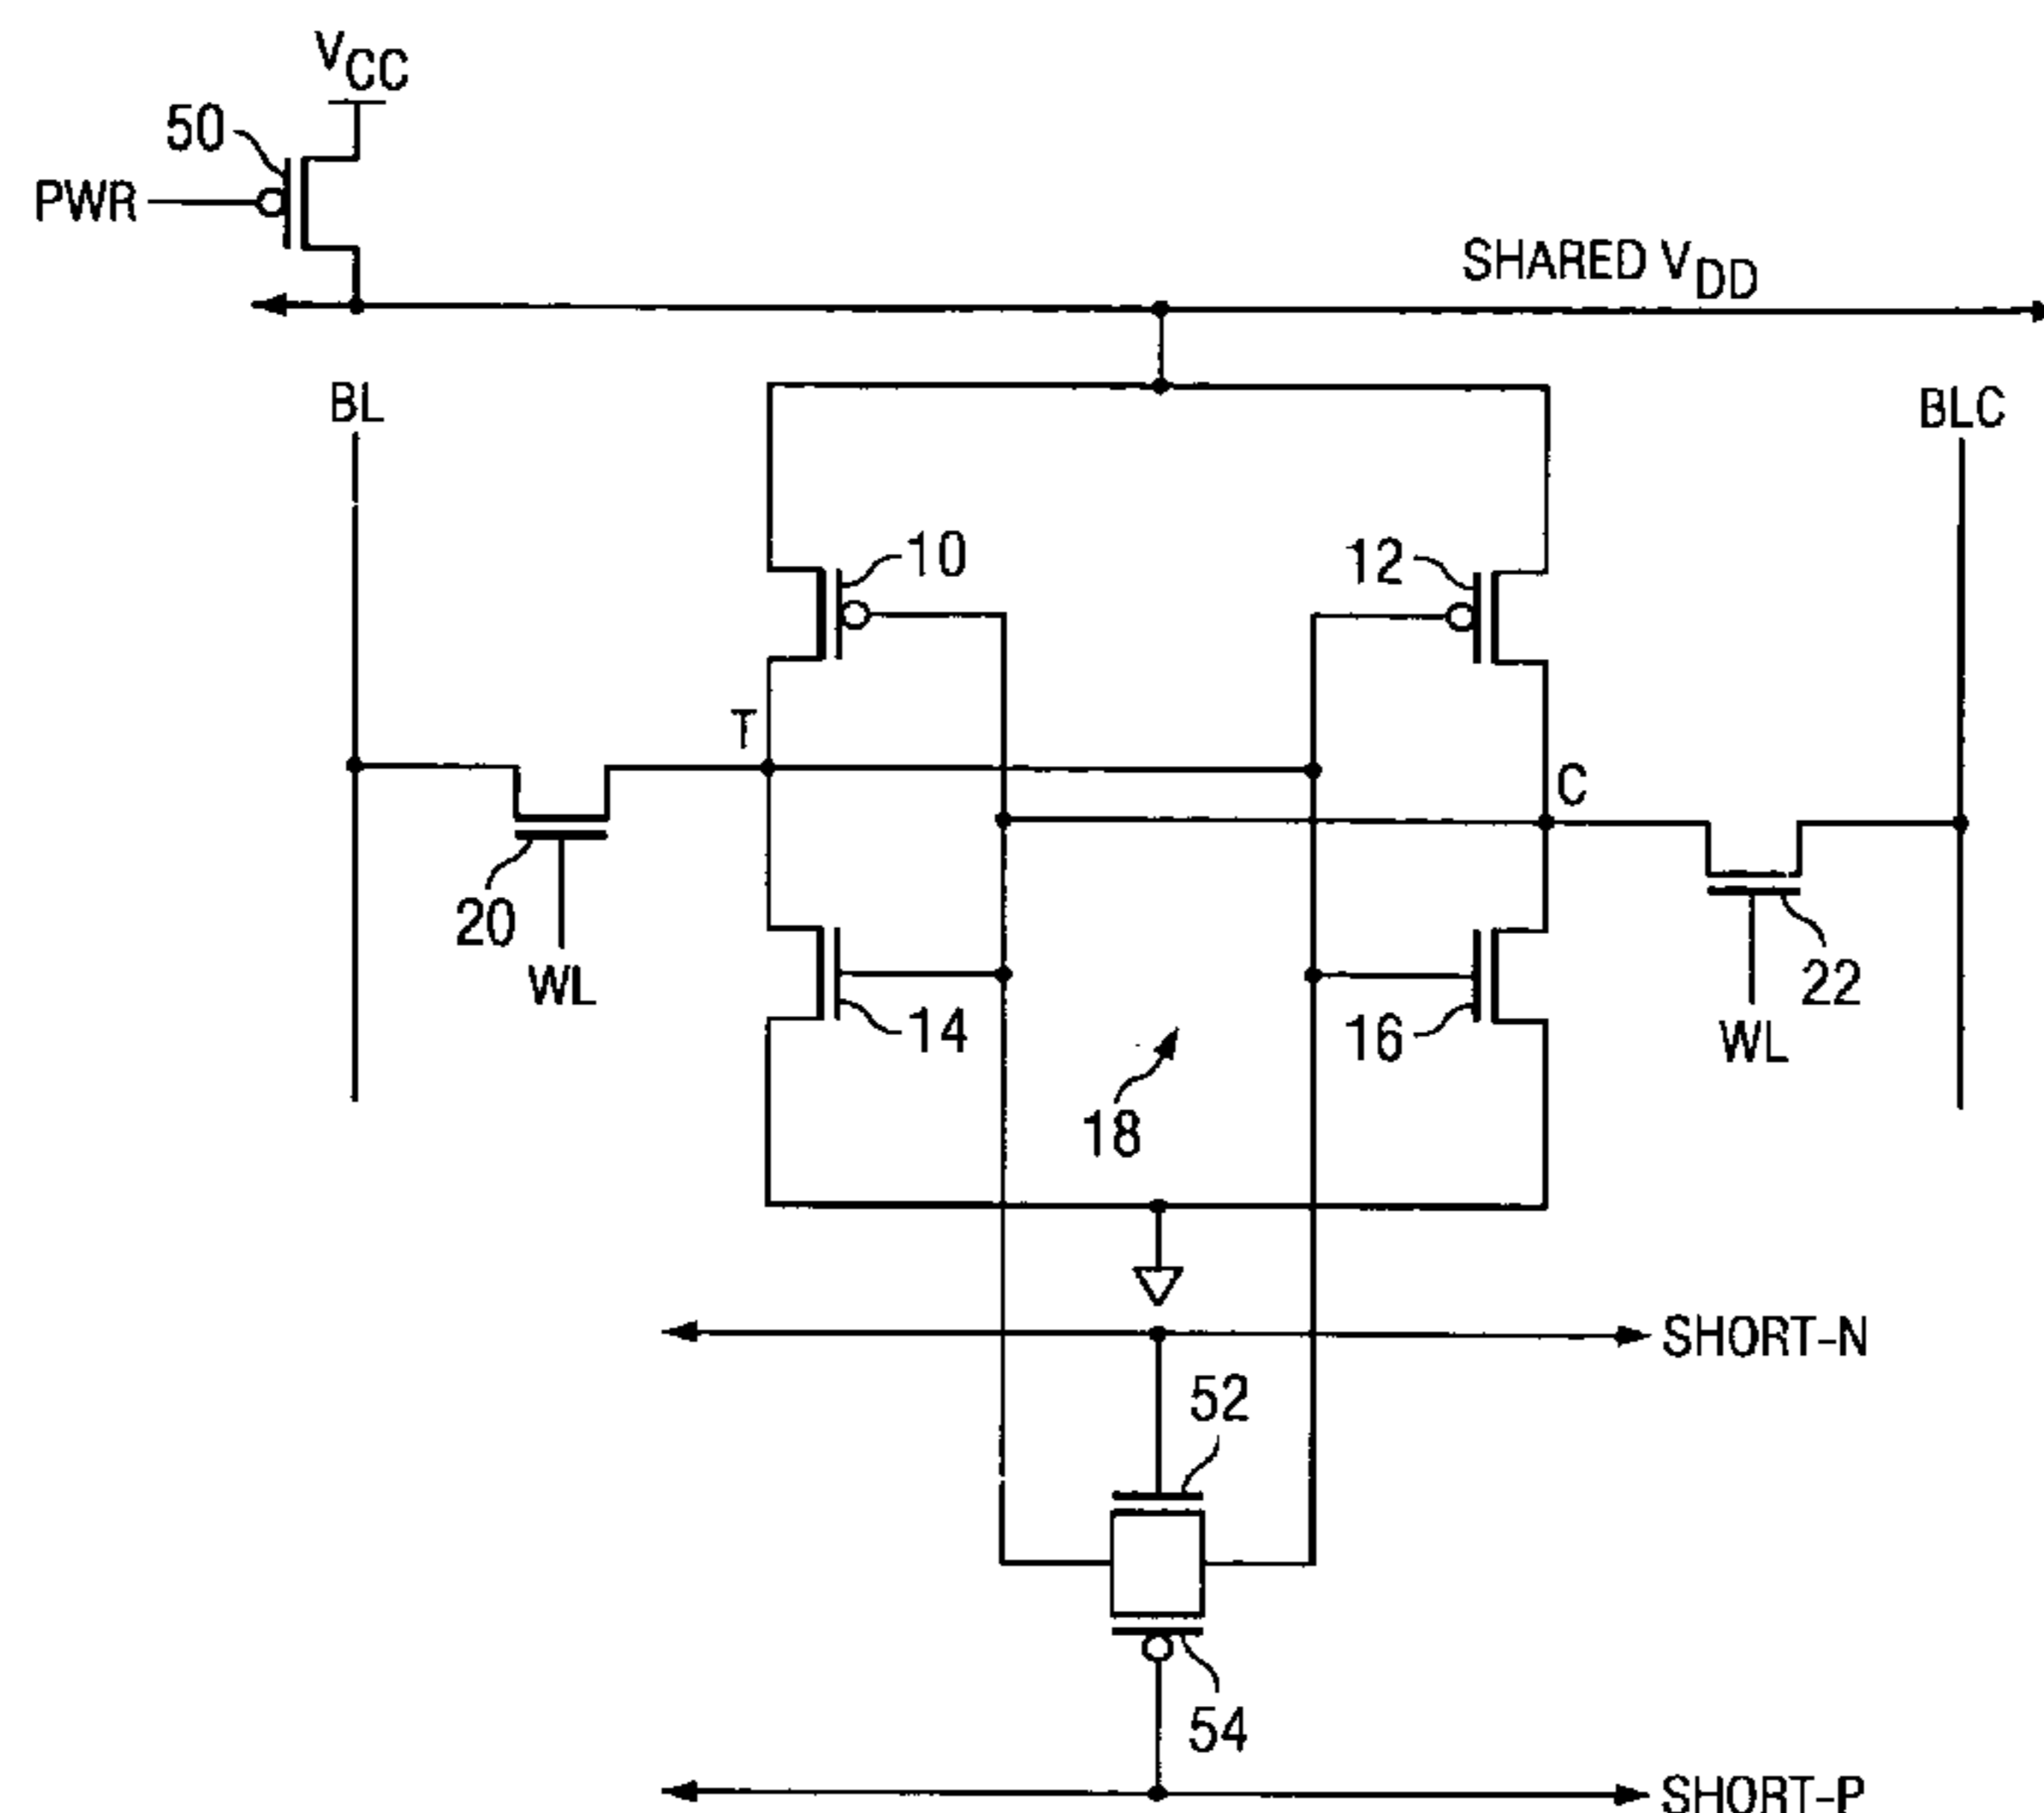 VCC
50
PWR
SHARED VDD
BL
BLC
10
12
T
C
20
WL
22
WL
14
16
18
SHORT-N
52
54
SHORT-P